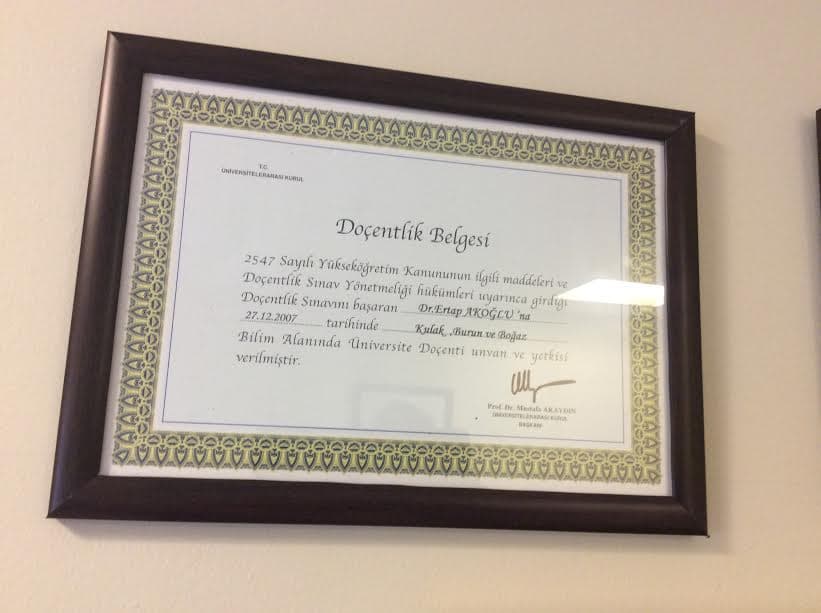 T.C.
ÜNİVERSİTELERARASI KURUL
Doçentlik Belgesi
2547 Sayılı Yükseköğretim Kanununun ilgili maddeleri ve
Doçentlik Sınav Yönetmeliği hükümleri uyarınca girdiği
Doçentlik Sınavını başaran Dr.Ertap AKOĞLU'na
27.12.2007 tarihinde Kulak ,Burun ve Boğaz
Bilim Alanında Üniversite Doçenti unvan ve yetkisi
verilmiştir.
Prof. Dr. Mustafa AKAYDIN
ÜNİVERSİTELERARASI KURUL
BAŞKANI